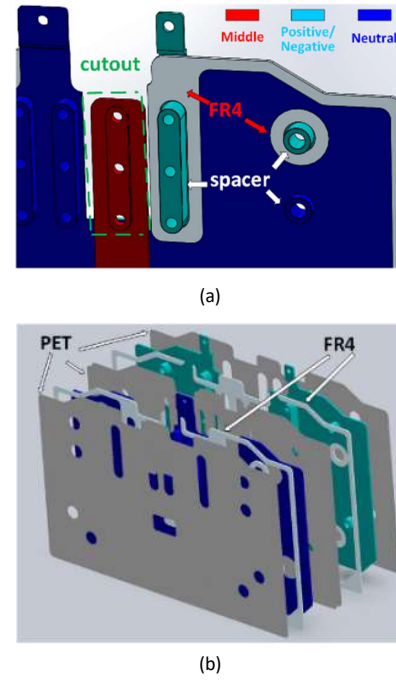 Middle
Positive/
Negative
Neutral
cutout
FR4
spacer
(a)
PET
FR4
(b)